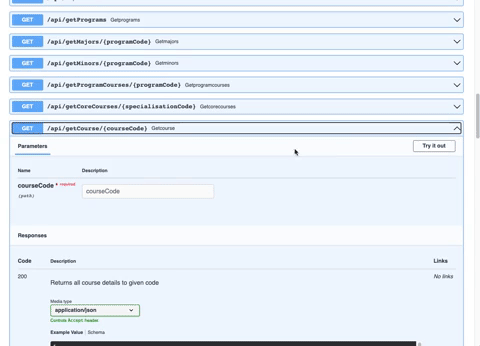 GET /api/getPrograms Getprograms
GET /api/getMajors/{programCode} Getmajors
GET /api/getMinors/{programCode} Getminors
GET /api/getProgramCourses/{programCode} Getprogramcourses
GET /api/getCoreCourses/{specialisationCode} Getcorecourses
GET /api/getCourse/{courseCode} Getcourse
Parameters
Try it out
Name Description
courseCode * required
(path)
courseCode
Responses
Code Description Links
200
No links
Returns all course details to given code
Media type
application/json
Controls Accept header.
Example Value | Schema